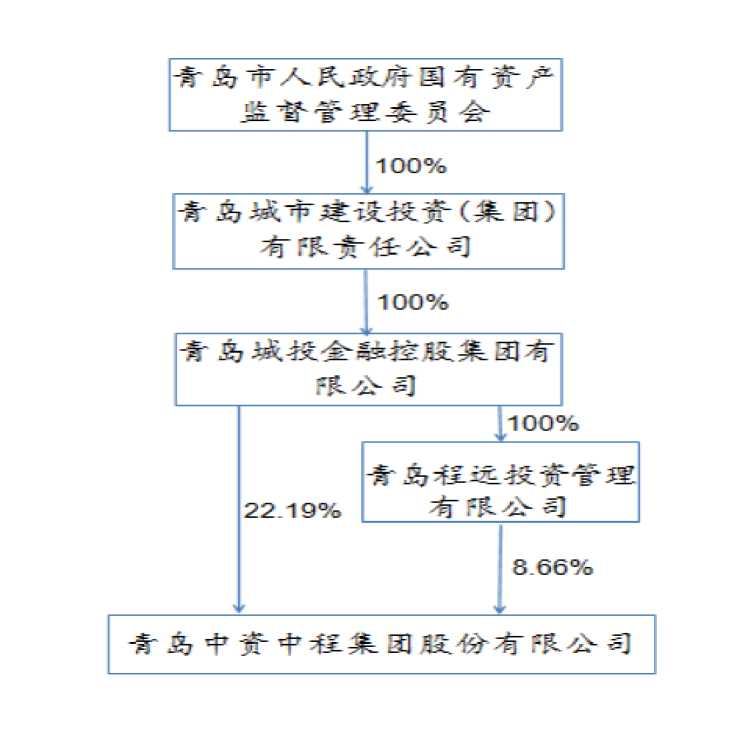 青岛市人民政府国有资产
监督管理委员会
100%
青岛城市建设投资(集团)
有限责任公司
100%
青岛城投金融控股集团有
限公司
100%
青岛程远投资管理
有限公司
22.19%
8.66%
青岛中资中程集团股份有限公司